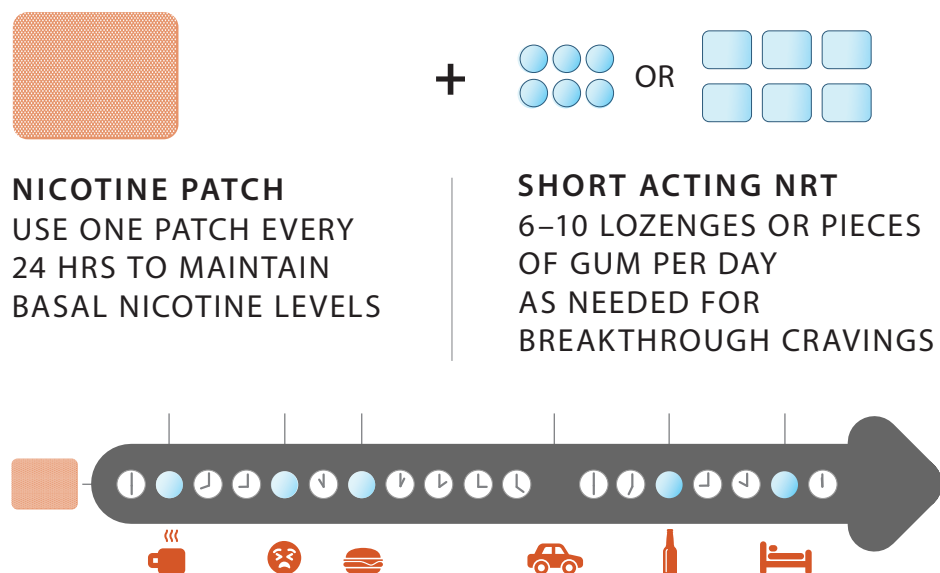 +
OR
NICOTINE PATCH
USE ONE PATCH EVERY
24 HRS TO MAINTAIN
BASAL NICOTINE LEVELS
SHORT ACTING NRT
6–10 LOZENGES OR PIECES
OF GUM PER DAY
AS NEEDED FOR
BREAKTHROUGH CRAVINGS